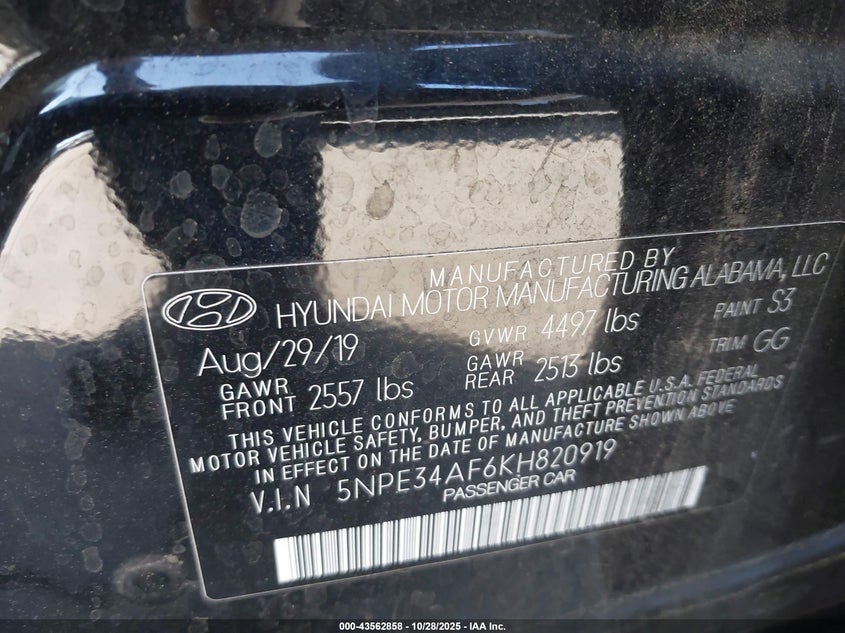 MANUFACTURED BY
HYUNDAI MOTOR MANUFACTURING ALABAMA, LLC
Aug/29/19 GVWR 4497 lbs PAINT S3
GAWR FRONT 2557 lbs GAWR REAR 2513 lbs TRIM GG
THIS VEHICLE CONFORMS TO ALL APPLICABLE U.S.A. FEDERAL
MOTOR VEHICLE SAFETY, BUMPER, AND THEFT PREVENTION STANDARDS
IN EFFECT ON THE DATE OF MANUFACTURE SHOWN ABOVE
V.I.N 5NPE34AF6KH820919
PASSENGER CAR
000-43562858 - 10/28/2025 - IAA Inc.